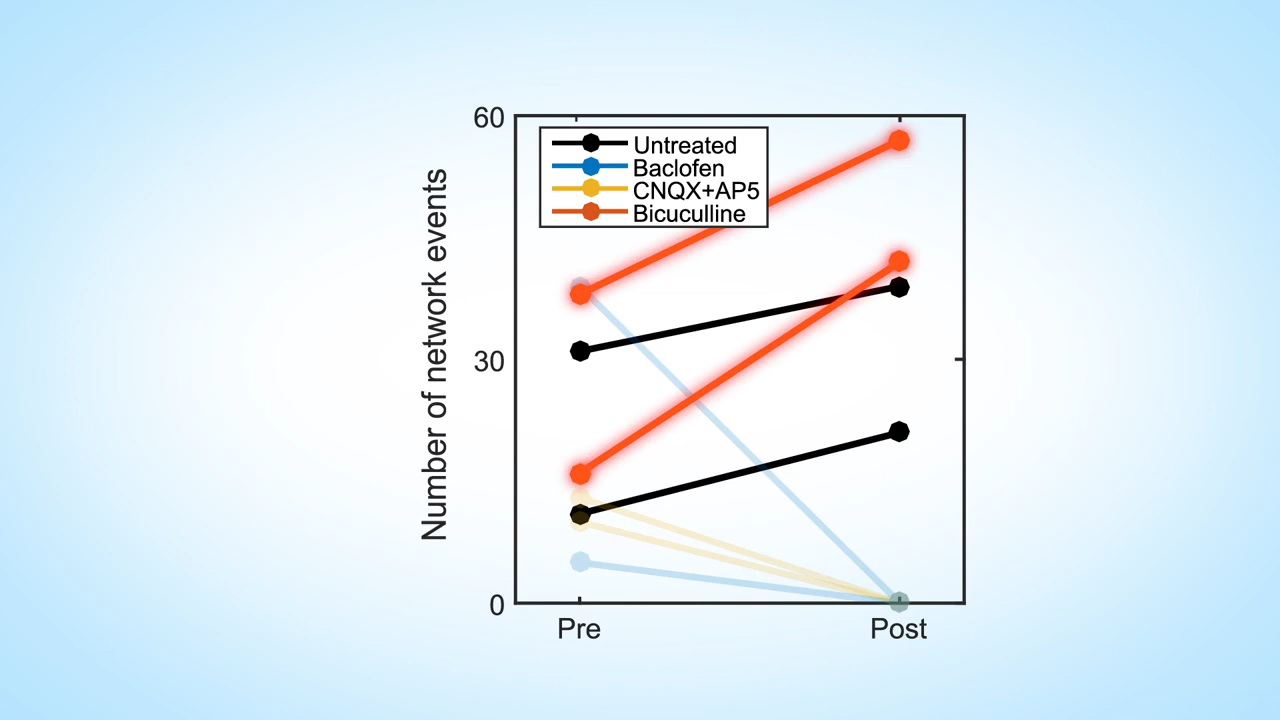 60
Untreated
Baclofen
CNQX+AP5
Bicuculline
Number of network events
30
0
Pre
Post